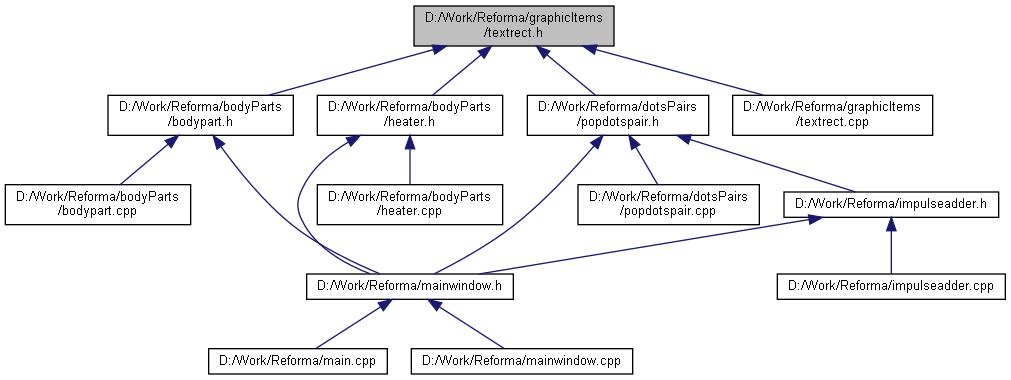 D:/Work/Reforma/graphicItems
/textrect.h
D:/Work/Reforma/bodyParts
/bodypart.h
D:/Work/Reforma/bodyParts
/heater.h
D:/Work/Reforma/dotsPairs
/popdotspair.h
D:/Work/Reforma/graphicItems
/textrect.cpp
D:/Work/Reforma/bodyParts
/bodypart.cpp
D:/Work/Reforma/bodyParts
/heater.cpp
D:/Work/Reforma/dotsPairs
/popdotspair.cpp
D:/Work/Reforma/impulseadder.h
D:/Work/Reforma/mainwindow.h
D:/Work/Reforma/impulseadder.cpp
D:/Work/Reforma/main.cpp
D:/Work/Reforma/mainwindow.cpp